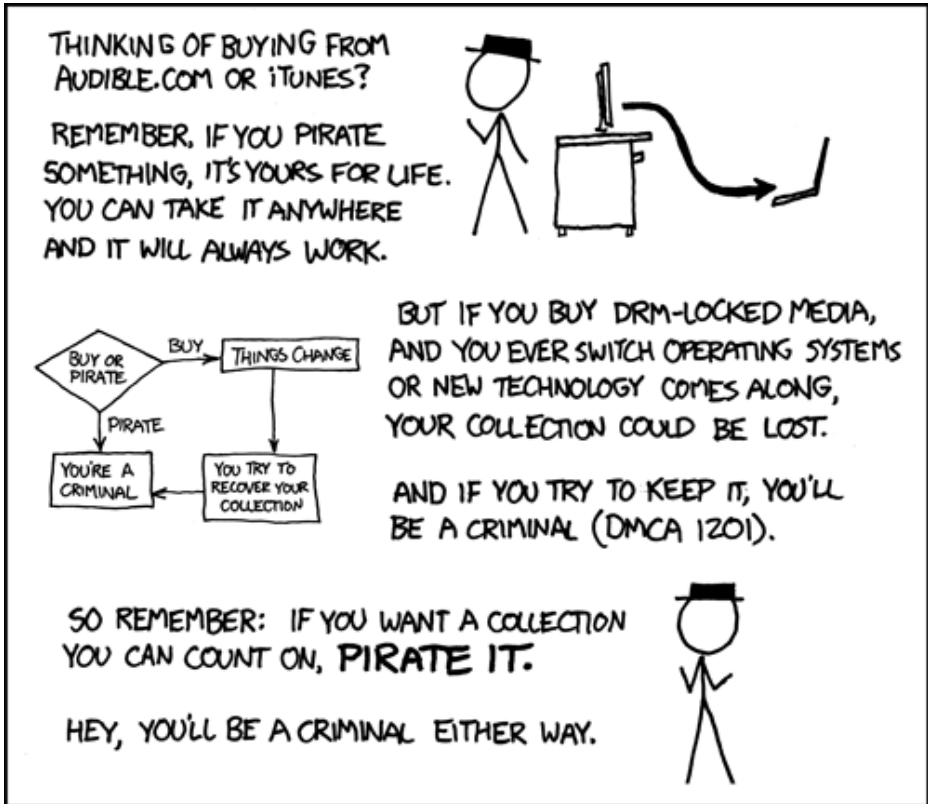 THINKING OF BUYING FROM
AUDIBLE.COM OR iTUNES?
REMEMBER, IF YOU PIRATE
SOMETHING, IT'S YOURS FOR LIFE.
YOU CAN TAKE IT ANYWHERE
AND IT WILL ALWAYS WORK.
BUY OR
PIRATE
BUY
THINGS CHANGE
PIRATE
YOU'RE A
CRIMINAL
YOU TRY TO
RECOVER YOUR
COLLECTION
BUT IF YOU BUY DRM-LOCKED MEDIA,
AND YOU EVER SWITCH OPERATING SYSTEMS
OR NEW TECHNOLOGY COMES ALONG,
YOUR COLLECTION COULD BE LOST.
AND IF YOU TRY TO KEEP IT, YOU'LL
BE A CRIMINAL (DMCA 1201).
SO REMEMBER: IF YOU WANT A COLLECTION
YOU CAN COUNT ON, PIRATE IT.
HEY, YOU'LL BE A CRIMINAL EITHER WAY.